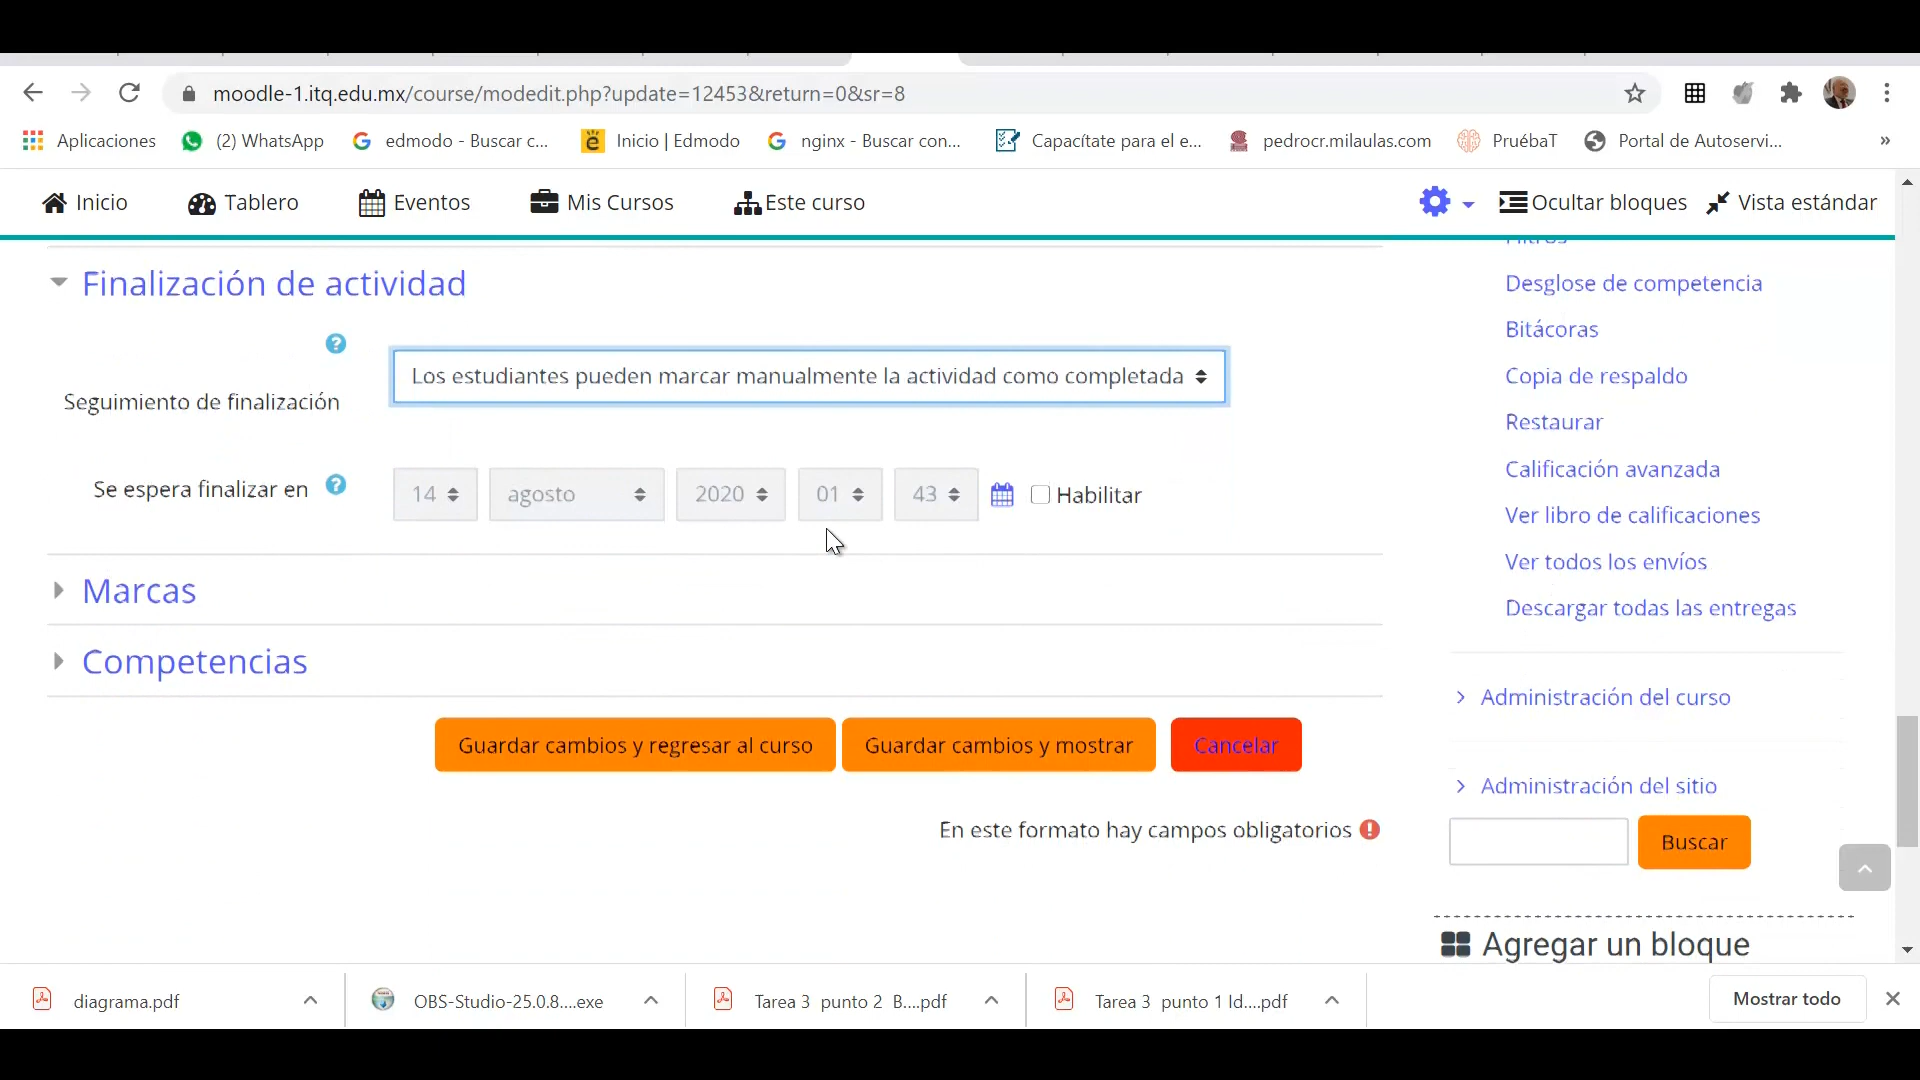 moodle-1.itq.edu.mx/course/modedit.php?update=12453&return=0&sr=8
Aplicaciones (2) WhatsApp edmodo - Buscar c... Inicio | Edmodo nginx - Buscar con... Capacítate para el e... pedrocr.milaulas.com PruébaT Portal de Autoservi... »
Inicio Tablero Eventos Mis Cursos Este curso Ocultar bloques Vista estándar
Finalización de actividad
Seguimiento de finalización
Los estudiantes pueden marcar manualmente la actividad como completada
Se espera finalizar en 14 agosto 2020 01 43 Habilitar
Marcas
Competencias
Guardar cambios y regresar al curso Guardar cambios y mostrar Cancelar
En este formato hay campos obligatorios
Filtros
Desglose de competencia
Bitácoras
Copia de respaldo
Restaurar
Calificación avanzada
Ver libro de calificaciones
Ver todos los envíos
Descargar todas las entregas
Administración del curso
Administración del sitio
Buscar
Agregar un bloque
diagrama.pdf OBS-Studio-25.0.8....exe Tarea 3 punto 2 B....pdf Tarea 3 punto 1 Id....pdf Mostrar todo